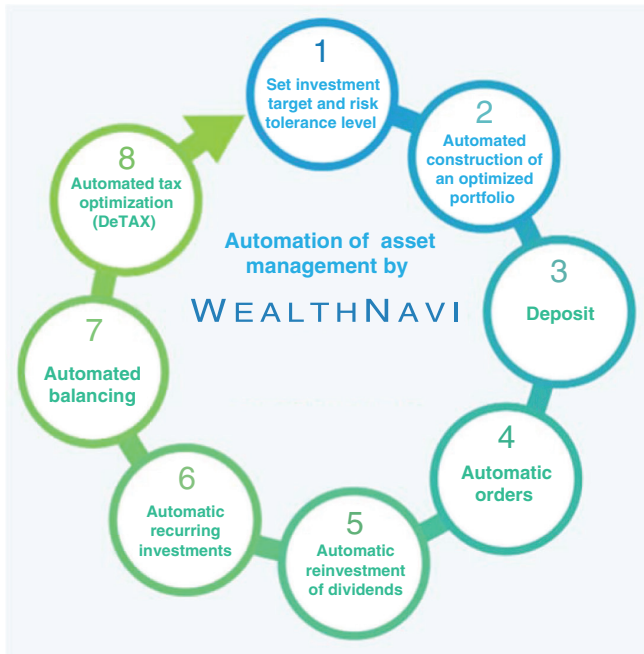 1
Set investment
target and risk
tolerance level
2
Automated
construction of
an optimized
portfolio
3
Deposit
4
Automatic
orders
5
Automatic
reinvestment
of dividends
6
Automatic
recurring
investments
7
Automated
balancing
8
Automated tax
optimization
(DeTAX)
Automation of asset
management by
WEALTHNAVI